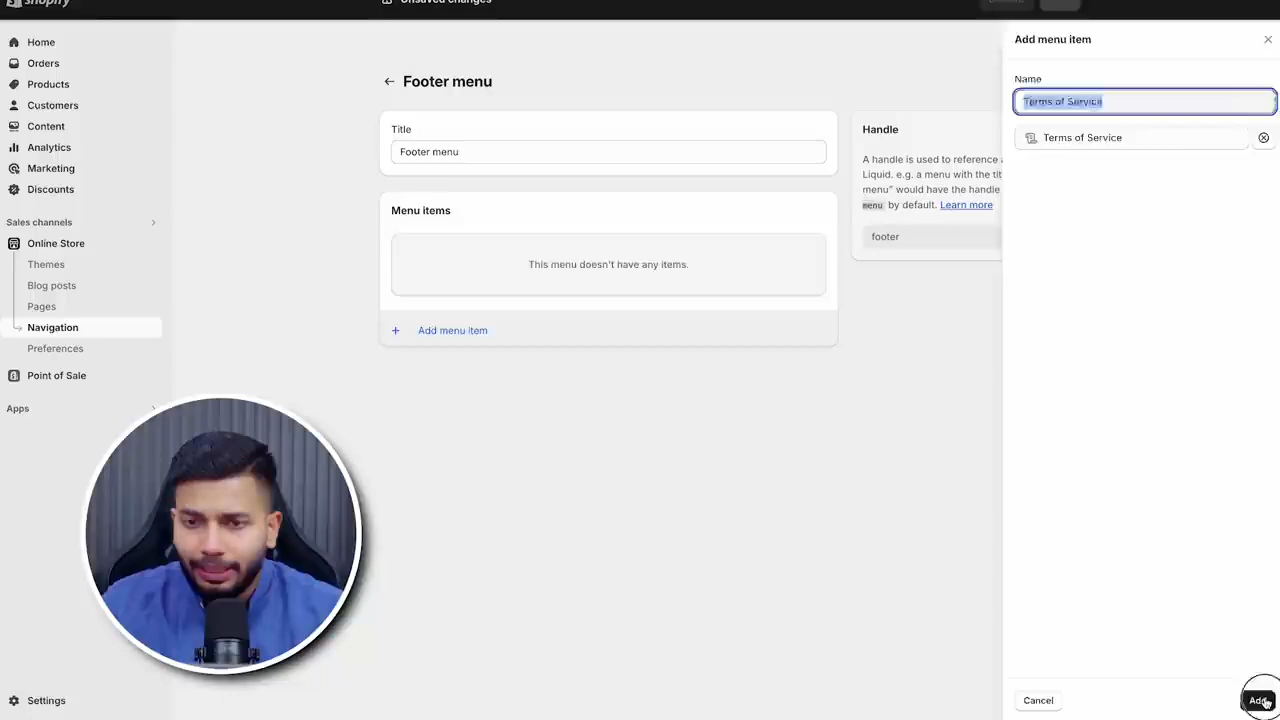 shopify
Unsaved changes
Home
Orders
Products
Customers
Content
Analytics
Marketing
Discounts
Sales channels
Online Store
Themes
Blog posts
Pages
Navigation
Preferences
Point of Sale
Apps
Settings
Footer menu
Title
Footer menu
Menu items
This menu doesn't have any items.
+ Add menu item
Handle
A handle is used to reference
Liquid. e.g. a menu with the tit
menu" would have the handle
menu by default. Learn more
footer
Add menu item
Name
Terms of Service
Terms of Service
Cancel
Add